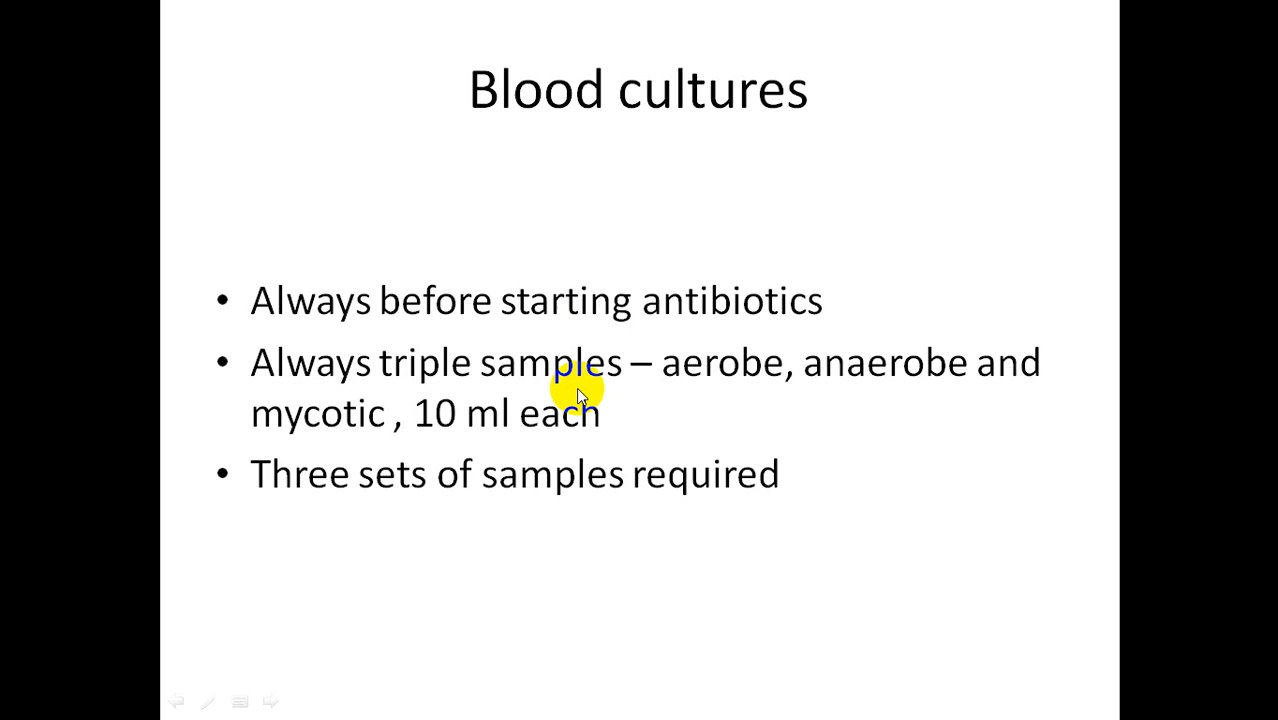 Blood cultures
• Always before starting antibiotics
• Always triple samples – aerobe, anaerobe and
mycotic , 10 ml each
• Three sets of samples required